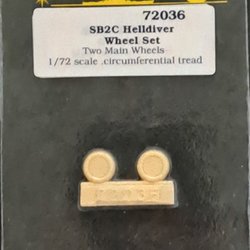 72036
SB2C Helldiver
Wheel Set
Two Main Wheels
1/72 scale .circumferential tread